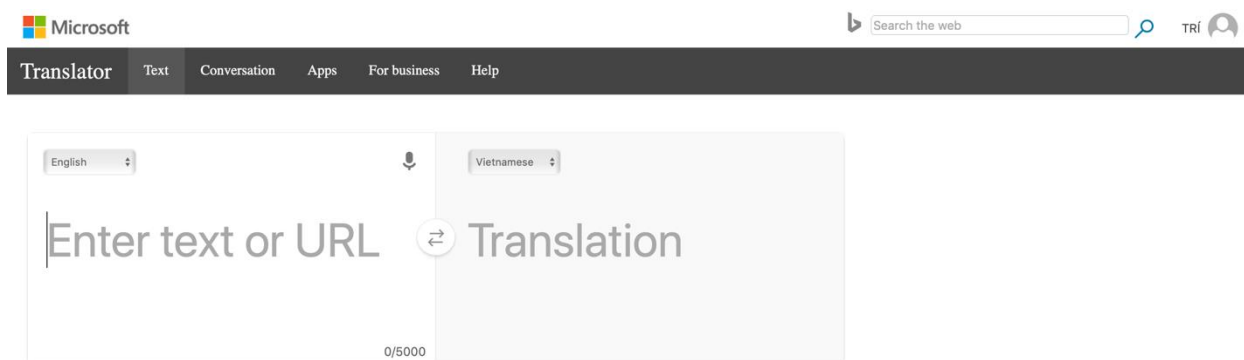 Microsoft
Search the web
TRÍ
Translator Text Conversation Apps For business Help
English
Vietnamese
Enter text or URL
Translation
0/5000